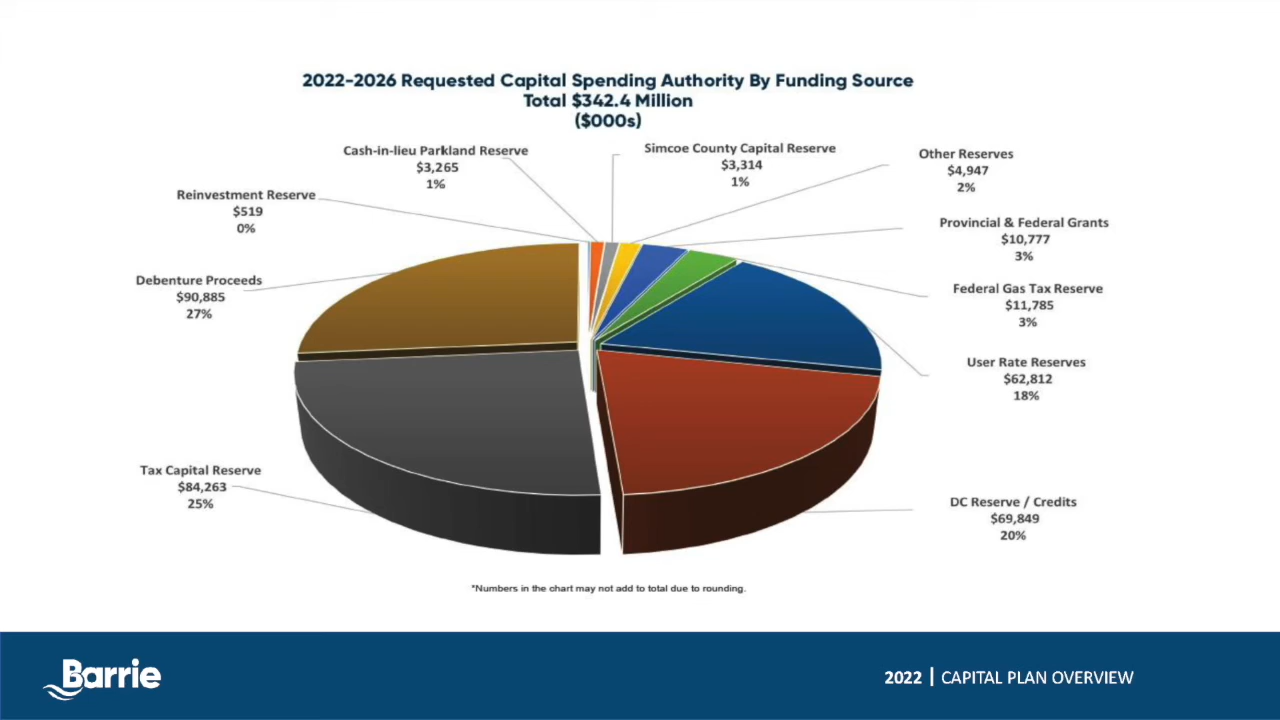 2022-2026 Requested Capital Spending Authority By Funding Source
Total $342.4 Million
($000s)
Cash-in-lieu Parkland Reserve
$3,265
1%
Simcoe County Capital Reserve
$3,314
1%
Other Reserves
$4,947
2%
Reinvestment Reserve
$519
0%
Provincial & Federal Grants
$10,777
3%
Debenture Proceeds
$90,885
27%
Federal Gas Tax Reserve
$11,785
3%
User Rate Reserves
$62,812
18%
Tax Capital Reserve
$84,263
25%
DC Reserve / Credits
$69,849
20%
*Numbers in the chart may not add to total due to rounding.
Barrie
2022 | CAPITAL PLAN OVERVIEW